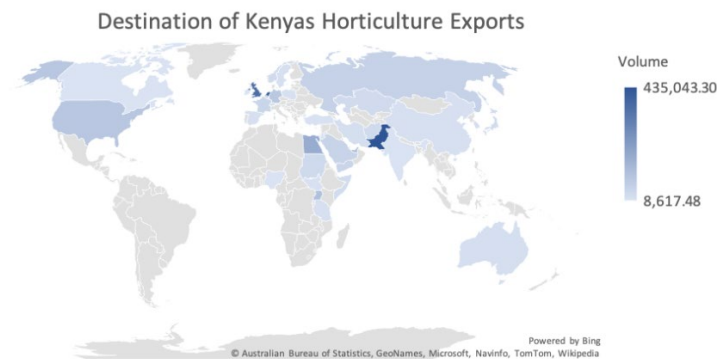 Destination of Kenyas Horticulture Exports
Volume
435,043.30
8,617.48
Powered by Bing
© Australian Bureau of Statistics, GeoNames, Microsoft, Navinfo, TomTom, Wikipedia